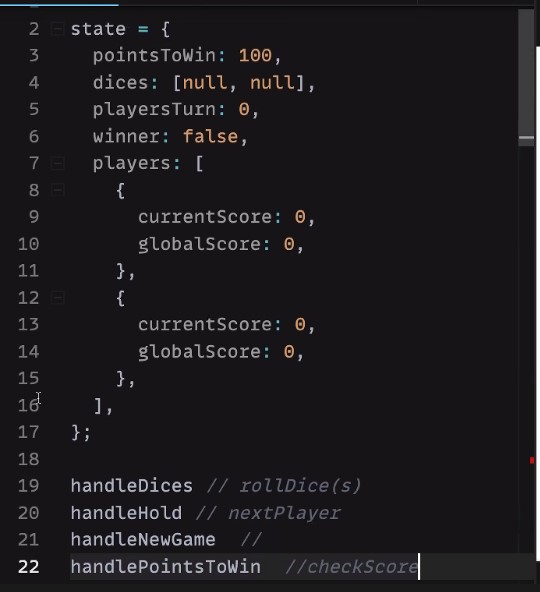 2 state = {
3 pointsToWin: 100,
4 dices: [null, null],
5 playersTurn: 0,
6 winner: false,
7 players: [
8 {
9 currentScore: 0,
10 globalScore: 0,
11 },
12 {
13 currentScore: 0,
14 globalScore: 0,
15 },
16 ],
17 };
18
19 handleDices // rollDice(s)
20 handleHold // nextPlayer
21 handleNewGame //
22 handlePointsToWin //checkScore